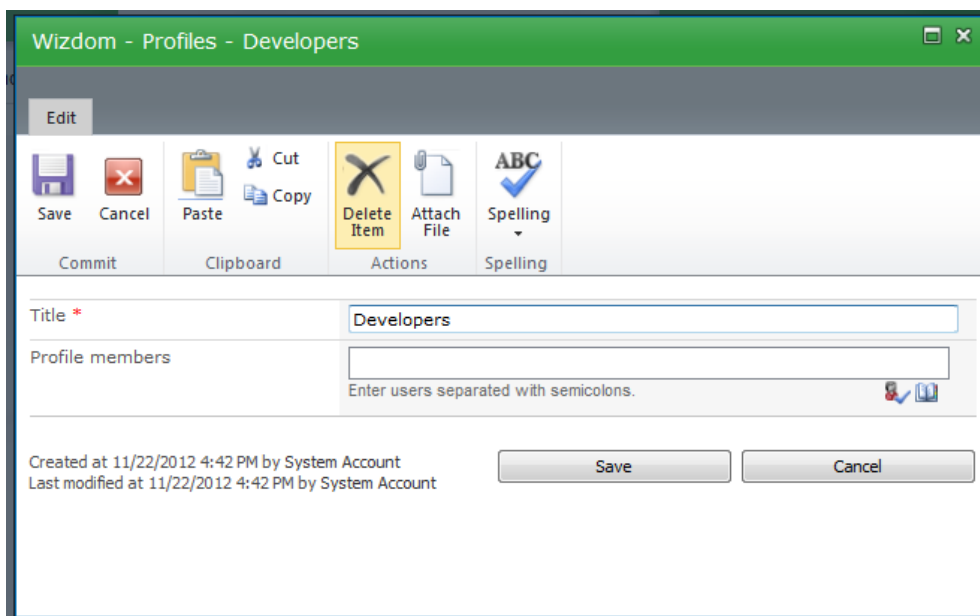 Wizdom - Profiles - Developers
Edit
Save
Cancel
Paste
Cut
Copy
Delete Item
Attach File
ABC
Spelling
Commit
Clipboard
Actions
Spelling
Title *
Developers
Profile members
Enter users separated with semicolons.
Created at 11/22/2012 4:42 PM by System Account
Last modified at 11/22/2012 4:42 PM by System Account
Save
Cancel